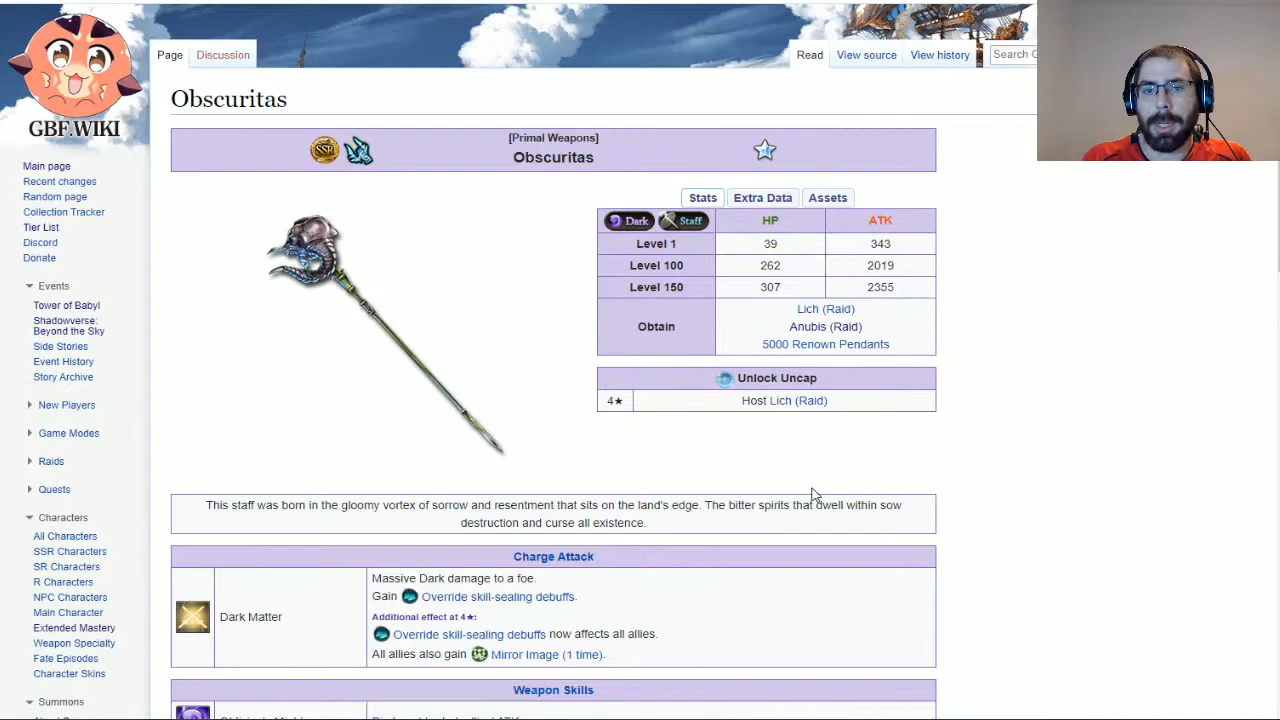 Page
Discussion
Read
View source
View history
Search G
GBF.WIKI
Main page
Recent changes
Random page
Collection Tracker
Tier List
Discord
Donate
Events
Tower of Babyl
Shadowverse:
Beyond the Sky
Side Stories
Event History
Story Archive
New Players
Game Modes
Raids
Quests
Characters
All Characters
SSR Characters
SR Characters
R Characters
NPC Characters
Main Character
Extended Mastery
Weapon Specialty
Fate Episodes
Character Skins
Summons
Obscuritas
SSR
[Primal Weapons]
Obscuritas
Stats
Extra Data
Assets
Dark Staff HP ATK
Level 1 39 343
Level 100 262 2019
Level 150 307 2355
Obtain
Lich (Raid)
Anubis (Raid)
5000 Renown Pendants
Unlock Uncap
4★ Host Lich (Raid)
This staff was born in the gloomy vortex of sorrow and resentment that sits on the land's edge. The bitter spirits that dwell within sow
destruction and curse all existence.
Charge Attack
Dark Matter
Massive Dark damage to a foe.
Gain Override skill-sealing debuffs.
Additional effect at 4★:
Override skill-sealing debuffs now affects all allies.
All allies also gain Mirror Image (1 time).
Weapon Skills